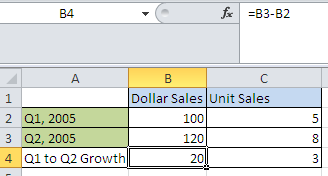 B4 fx =B3-B2
A B C
1 Dollar Sales Unit Sales
2 Q1, 2005 100 5
3 Q2, 2005 120 8
4 Q1 to Q2 Growth 20 3